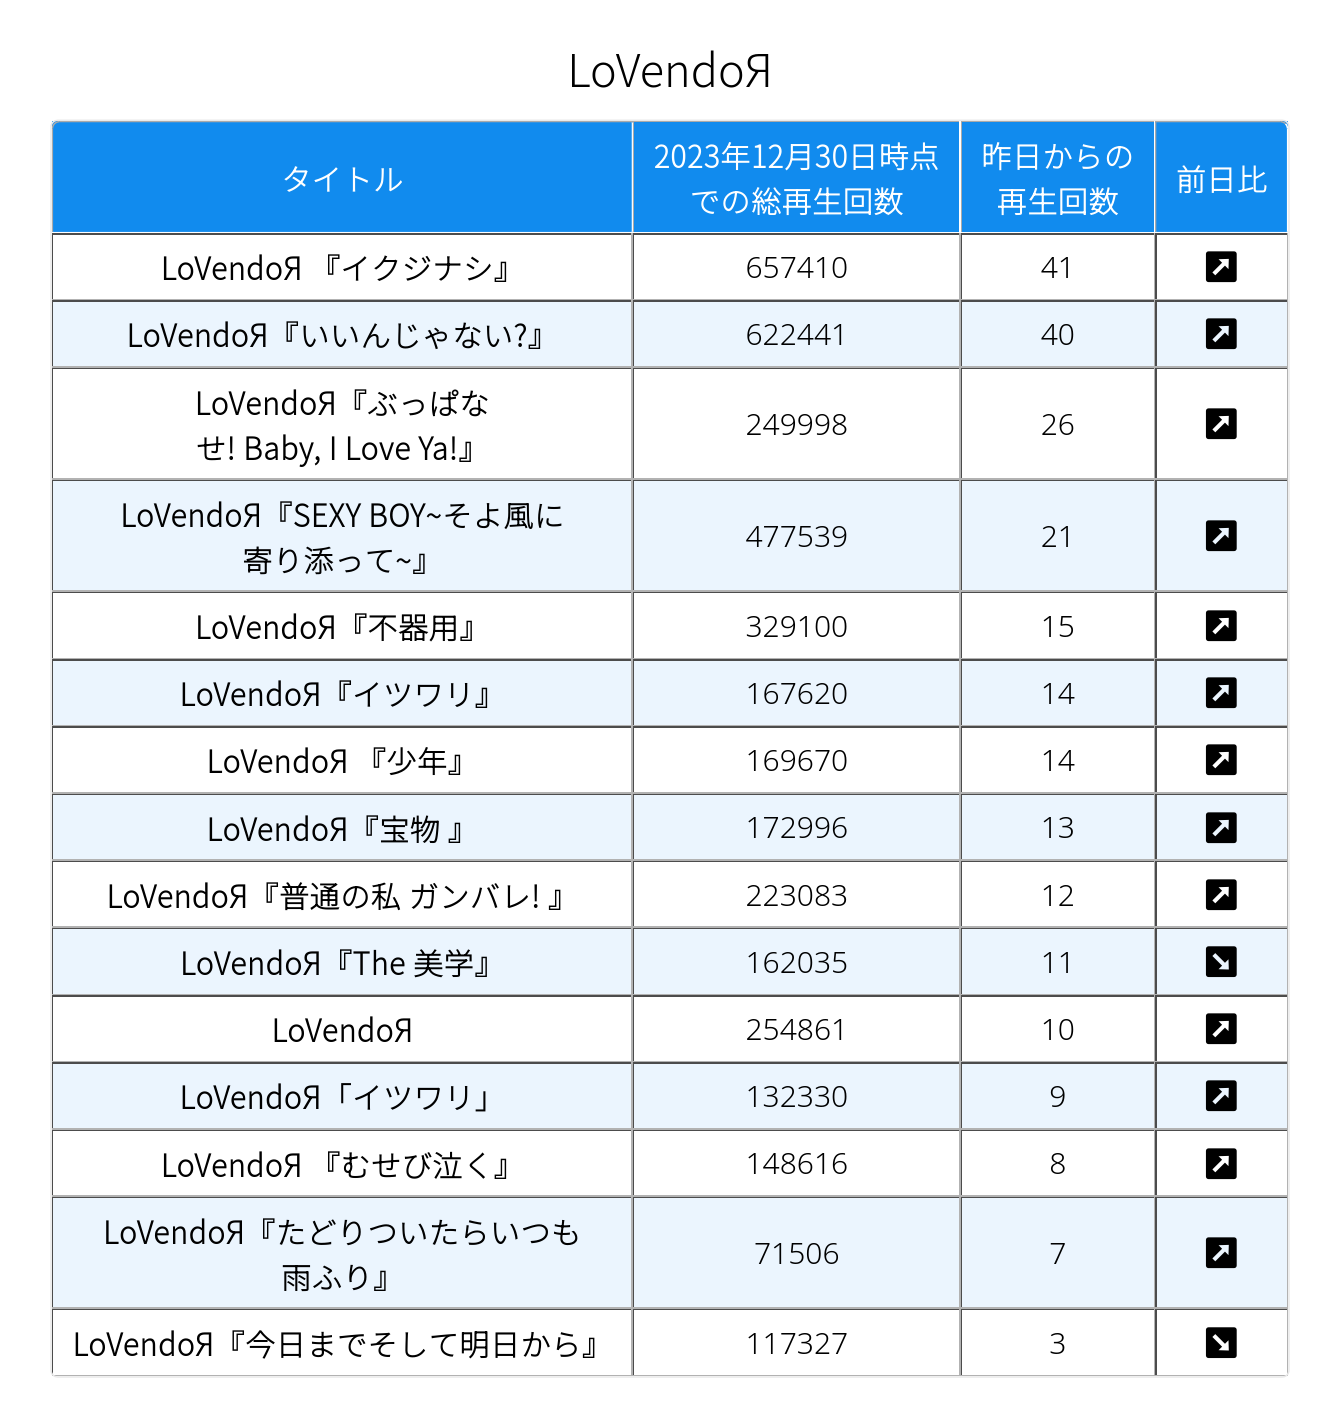 LoVendoЯ
タイトル
2023年12月30日時点
での総再生回数
昨日からの
再生回数
前日比
LoVendoЯ 『イクジナシ』
657410
41
LoVendoЯ『いいんじゃない?』
622441
40
LoVendoЯ『ぶっぱな
せ! Baby, I Love Ya!』
249998
26
LoVendoЯ『SEXY BOY~そよ風に
寄り添って~』
477539
21
LoVendoЯ『不器用』
329100
15
LoVendoЯ『イツワリ』
167620
14
LoVendoЯ 『少年』
169670
14
LoVendoЯ『宝物 』
172996
13
LoVendoЯ『普通の私 ガンバレ! 』
223083
12
LoVendoЯ『The 美学』
162035
11
LoVendoЯ
254861
10
LoVendoЯ「イツワリ」
132330
9
LoVendoЯ 『むせび泣く』
148616
8
LoVendoЯ『たどりついたらいつも
雨ふり』
71506
7
LoVendoЯ『今日までそして明日から』
117327
3